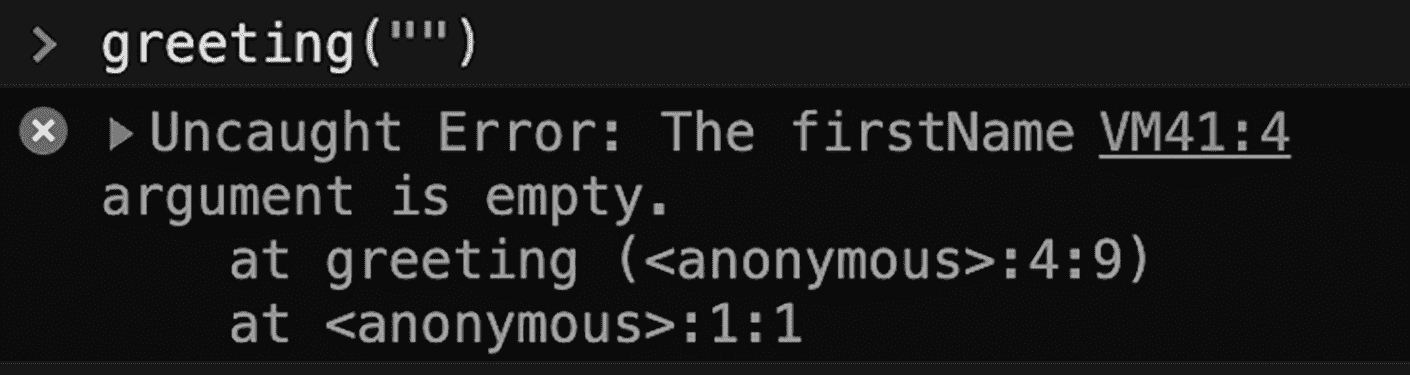 > greeting("")
Uncaught Error: The firstName VM41:4
argument is empty.
at greeting (<anonymous>:4:9)
at <anonymous>:1:1